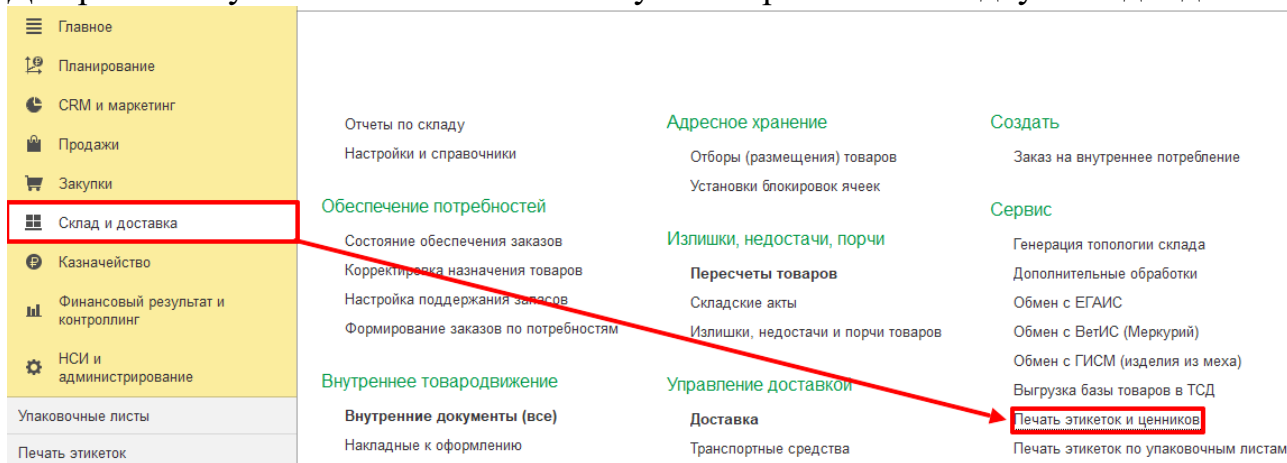 Главное
Планирование
CRM и маркетинг
Продажи
Закупки
Склад и доставка
Казначейство
Финансовый результат и
контроллинг
НСИ и
администрирование
Упаковочные листы
Печать этикеток
Отчеты по складу
Настройки и справочники
Обеспечение потребностей
Состояние обеспечения заказов
Корректировка назначения товаров
Настройка поддержания запасов
Формирование заказов по потребностям
Внутреннее товародвижение
Внутренние документы (все)
Накладные к оформлению
Адресное хранение
Отборы (размещения) товаров
Установки блокировок ячеек
Излишки, недостачи, порчи
Пересчеты товаров
Складские акты
Излишки, недостачи и порчи товаров
Управление доставкой
Доставка
Транспортные средства
Создать
Заказ на внутреннее потребление
Сервис
Генерация топологии склада
Дополнительные обработки
Обмен с ЕГАИС
Обмен с ВетИС (Меркурий)
Обмен с ГИСМ (изделия из меха)
Выгрузка базы товаров в ТСД
Печать этикеток и ценников
Печать этикеток по упаковочным листам